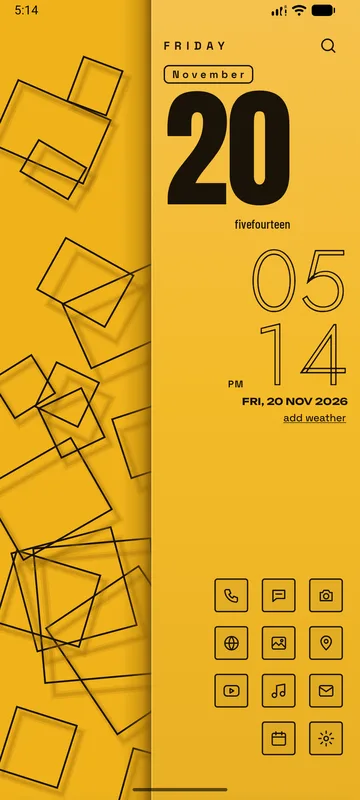 5:14
FRIDAY
November
20
fivefourteen
05
14
PM
FRI, 20 NOV 2026
add weather